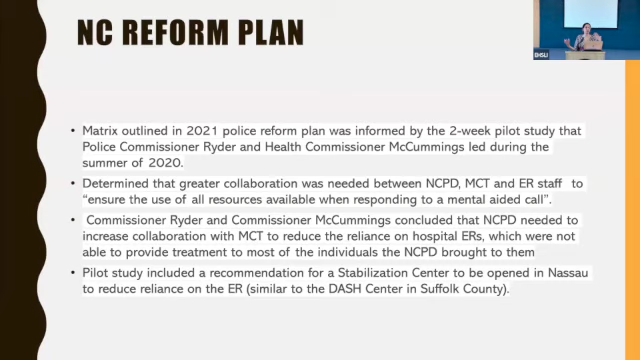 NC REFORM PLAN
• Matrix outlined in 2021 police reform plan was informed by the 2-week pilot study that
Police Commissioner Ryder and Health Commissioner McCummings led during the
summer of 2020.
• Determined that greater collaboration was needed between NCPD, MCT and ER staff to
"ensure the use of all resources available when responding to a mental aided call".
• Commissioner Ryder and Commissioner McCummings concluded that NCPD needed to
increase collaboration with MCT to reduce the reliance on hospital ERs, which were not
able to provide treatment to most of the individuals the NCPD brought to them
• Pilot study included a recommendation for a Stabilization Center to be opened in Nassau
to reduce reliance on the ER (similar to the DASH Center in Suffolk County).
EHSLI